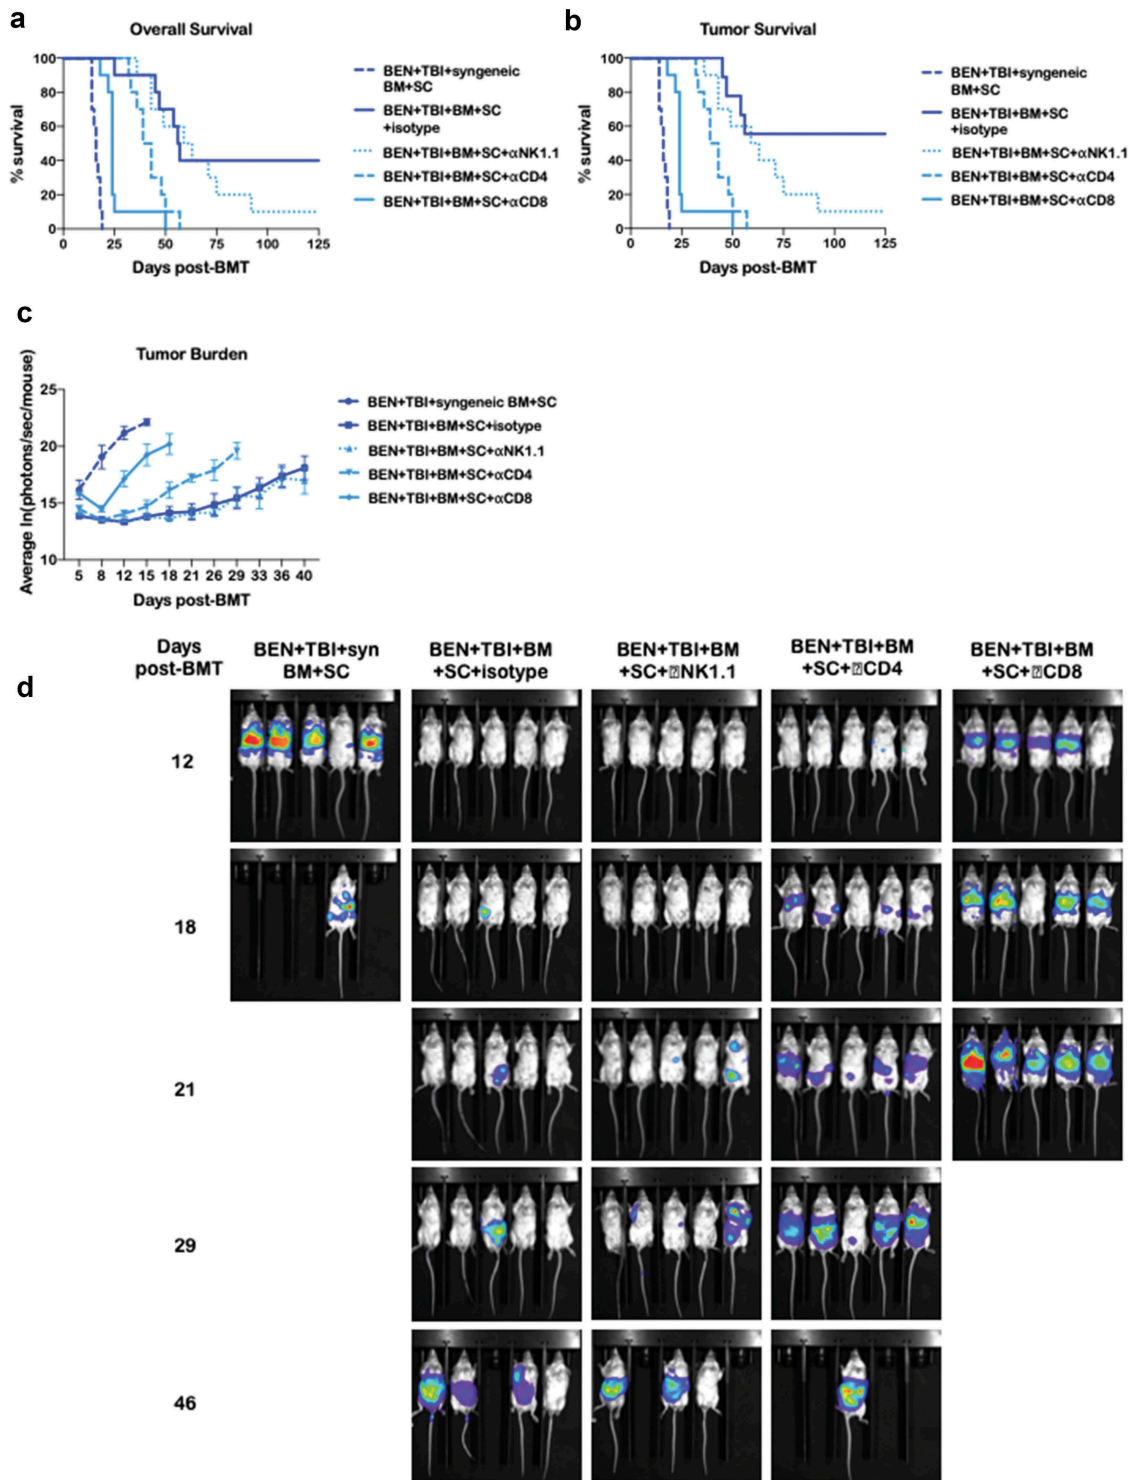 a
Overall Survival
100
80
60
40
20
0
% survival
0 25 50 75 100 125
Days post-BMT
BEN+TBI+syngeneic
BM+SC
BEN+TBI+BM+SC
+isotype
BEN+TBI+BM+SC+αNK1.1
BEN+TBI+BM+SC+αCD4
BEN+TBI+BM+SC+αCD8
b
Tumor Survival
100
80
60
40
20
0
% survival
0 25 50 75 100 125
Days post-BMT
BEN+TBI+syngeneic
BM+SC
BEN+TBI+BM+SC
+isotype
BEN+TBI+BM+SC+αNK1.1
BEN+TBI+BM+SC+αCD4
BEN+TBI+BM+SC+αCD8
c
Tumor Burden
25
20
15
10
Average ln(photons/sec/mouse)
5 8 12 15 18 21 26 29 33 36 40
Days post-BMT
BEN+TBI+syngeneic BM+SC
BEN+TBI+BM+SC+isotype
BEN+TBI+BM+SC+αNK1.1
BEN+TBI+BM+SC+αCD4
BEN+TBI+BM+SC+αCD8
d
Days
post-BMT
BEN+TBI+syn
BM+SC
BEN+TBI+BM
+SC+isotype
BEN+TBI+BM
+SC+�NK1.1
BEN+TBI+BM
+SC+�CD4
BEN+TBI+BM
+SC+�CD8
12
18
21
29
46